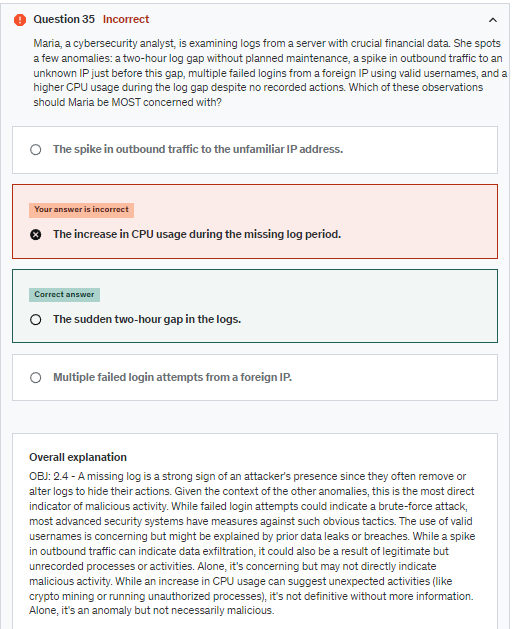 Question 35 Incorrect
Maria, a cybersecurity analyst, is examining logs from a server with crucial financial data. She spots
a few anomalies: a two-hour log gap without planned maintenance, a spike in outbound traffic to an
unknown IP just before this gap, multiple failed logins from a foreign IP using valid usernames, and a
higher CPU usage during the log gap despite no recorded actions. Which of these observations
should Maria be MOST concerned with?
The spike in outbound traffic to the unfamiliar IP address.
Your answer is incorrect
The increase in CPU usage during the missing log period.
Correct answer
The sudden two-hour gap in the logs.
Multiple failed login attempts from a foreign IP.
Overall explanation
OBJ: 2.4 - A missing log is a strong sign of an attacker's presence since they often remove or
alter logs to hide their actions. Given the context of the other anomalies, this is the most direct
indicator of malicious activity. While failed login attempts could indicate a brute-force attack,
most advanced security systems have measures against such obvious tactics. The use of valid
usernames is concerning but might be explained by prior data leaks or breaches. While a spike
in outbound traffic can indicate data exfiltration, it could also be a result of legitimate but
unrecorded processes or activities. Alone, it's concerning but may not directly indicate
malicious activity. While an increase in CPU usage can suggest unexpected activities (like
crypto mining or running unauthorized processes), it's not definitive without more information.
Alone, it's an anomaly but not necessarily malicious.